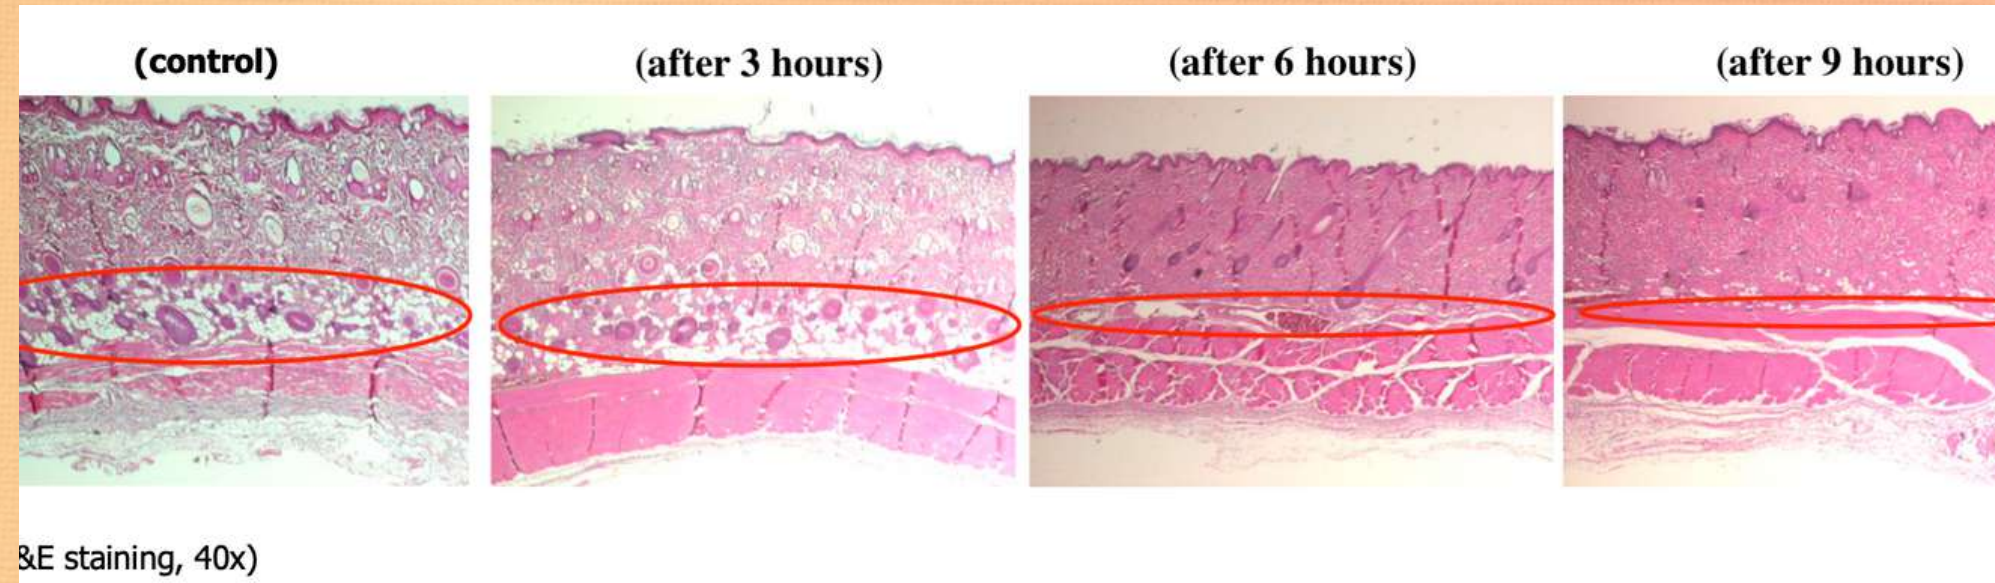 (control)
(after 3 hours)
(after 6 hours)
(after 9 hours)
&E staining, 40x)